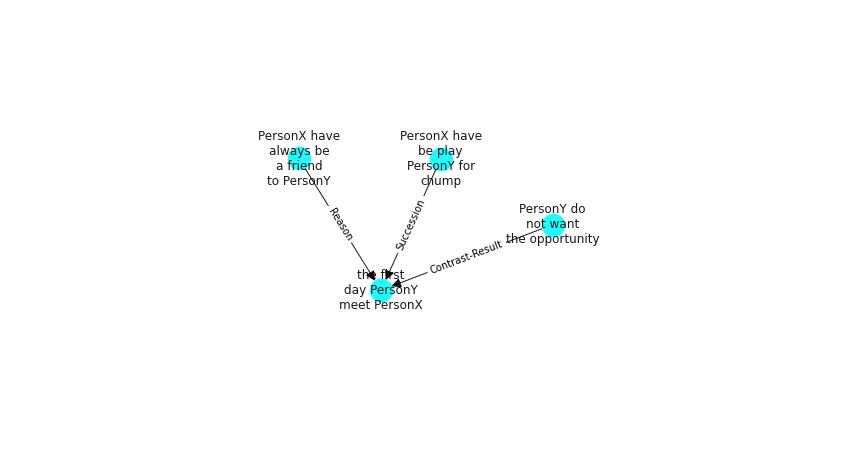 PersonX have
always be
a friend
to PersonY
PersonX have
be play
PersonY for
chump
PersonY do
not want
the opportunity
Reason
Succession
Contrast-Result
the first
day PersonY
meet PersonX